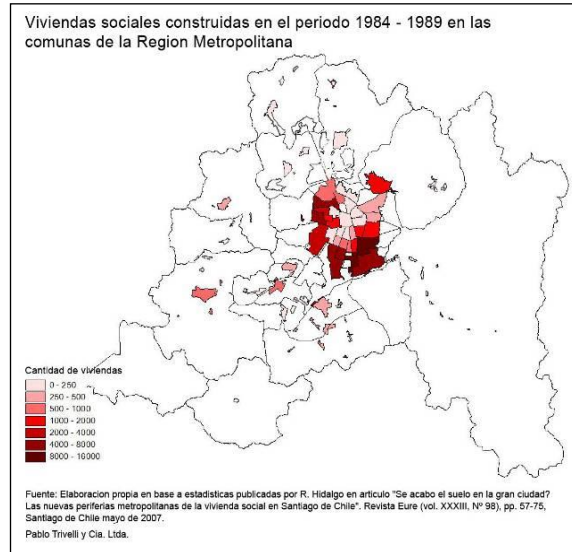 Viviendas sociales construidas en el periodo 1984 - 1989 en las
comunas de la Region Metropolitana
Cantidad de viviendas
0 - 250
250 - 500
500 - 1000
1000 - 2000
2000 - 4000
4000 - 8000
8000 - 16000
Fuente: Elaboracion propia en base a estadisticas publicadas por R. Hidalgo en articulo "Se acabo el suelo en la gran ciudad?
Las nuevas periferias metropolitanas de la vivienda social en Santiago de Chile". Revista Eure (vol. XXXIII, Nº 98), pp. 57-75,
Santiago de Chile mayo de 2007.
Pablo Trivelli y Cia. Ltda.